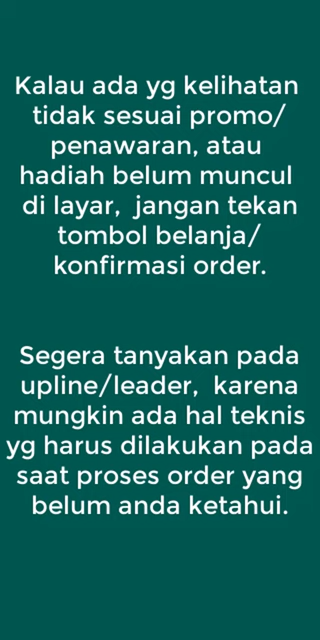 Kalau ada yg kelihatan
tidak sesuai promo/
penawaran, atau
hadiah belum muncul
di layar, jangan tekan
tombol belanja/
konfirmasi order.
Segera tanyakan pada
upline/leader, karena
mungkin ada hal teknis
yg harus dilakukan pada
saat proses order yang
belum anda ketahui.